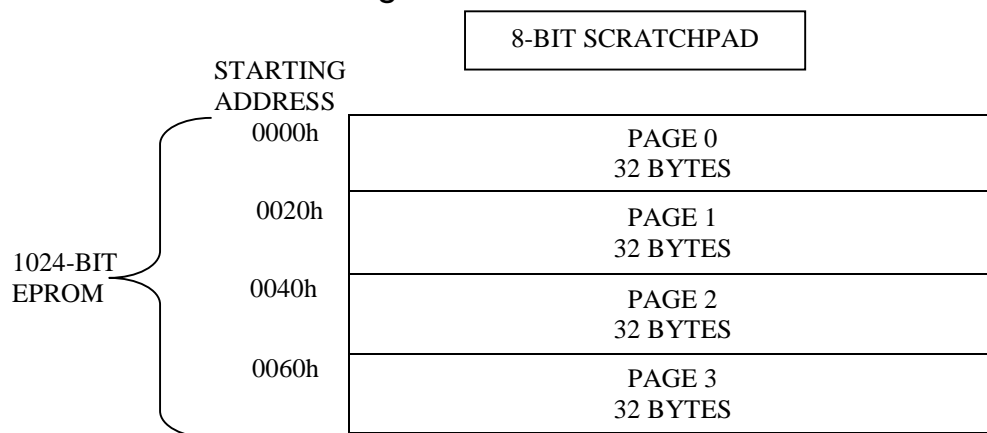 8-BIT SCRATCHPAD
STARTING
ADDRESS
0000h
PAGE 0
32 BYTES
0020h
PAGE 1
32 BYTES
1024-BIT
EPROM
0040h
PAGE 2
32 BYTES
0060h
PAGE 3
32 BYTES